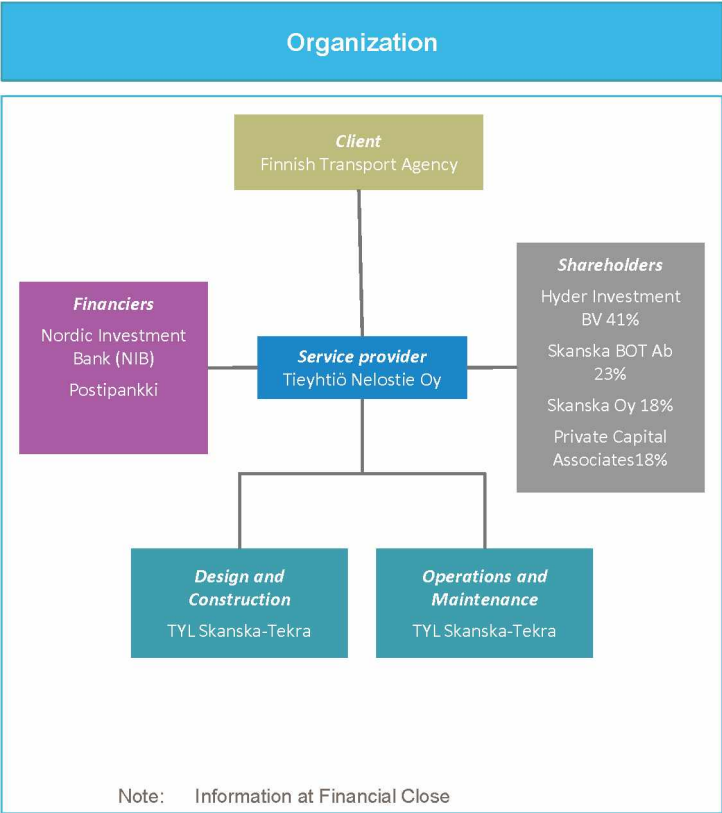 Organization
Client
Finnish Transport Agency
Financiers
Nordic Investment
Bank (NIB)
Postipankki
Service provider
Tieyhtiö Nelostie Oy
Shareholders
Hyder Investment
BV 41%
Skanska BOT Ab
23%
Skanska Oy 18%
Private Capital
Associates18%
Design and
Construction
TYL Skanska-Tekra
Operations and
Maintenance
TYL Skanska-Tekra
Note: Information at Financial Close